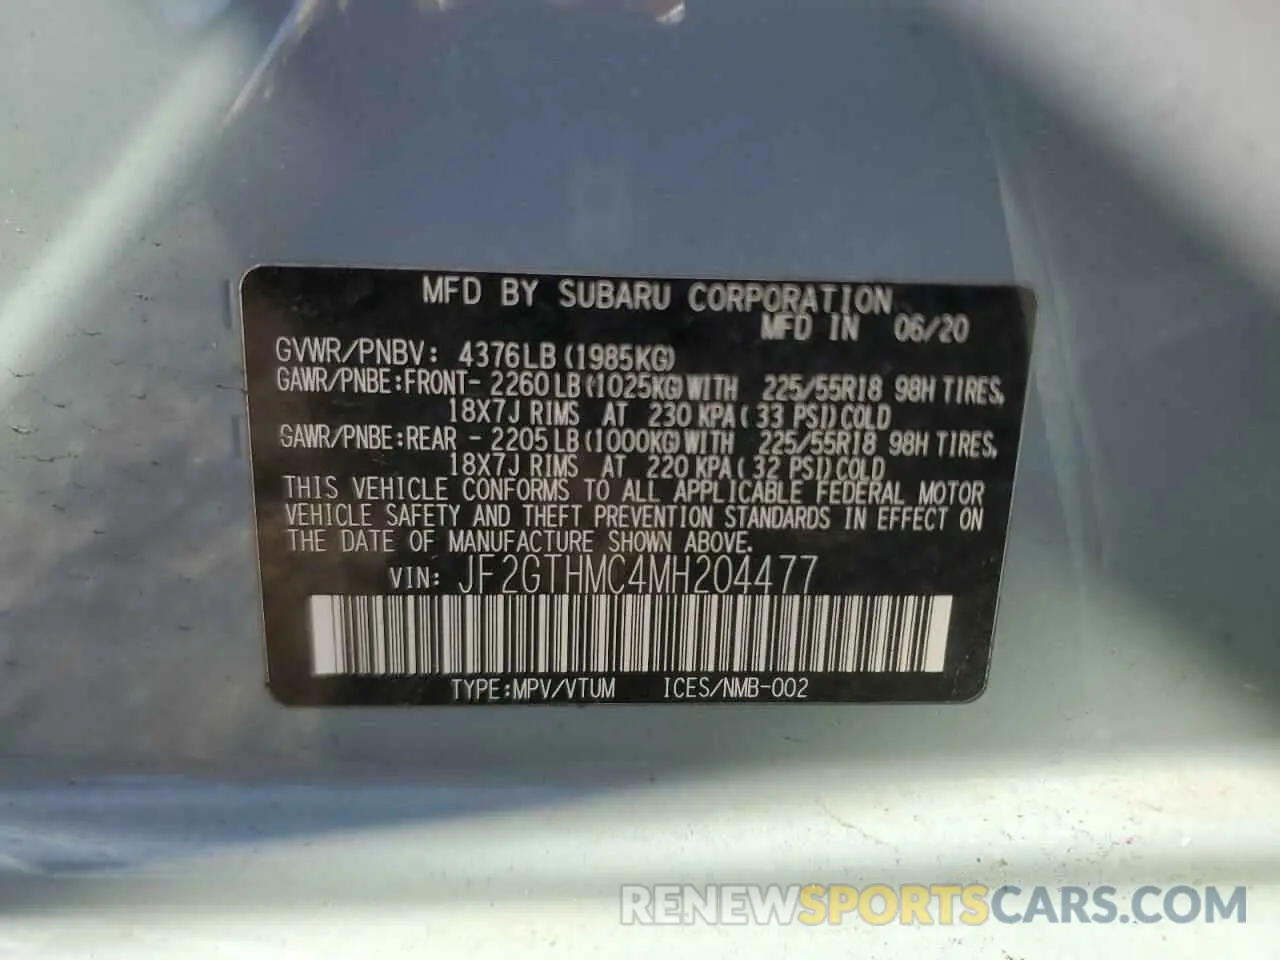 MFD BY SUBARU CORPORATION
MFD IN 06/20
GVWR/PNBV: 4376LB(1985KG)
GAWR/PNBE:FRONT- 2260LB(1025KG)WITH 225/55R18 98H TIRES,
18X7J RIMS AT 230 KPA(33 PSI)COLD
GAWR/PNBE:REAR - 2205LB(1000KG)WITH 225/55R18 98H TIRES,
18X7J RIMS AT 220 KPA(32 PSI)COLD
THIS VEHICLE CONFORMS TO ALL APPLICABLE FEDERAL MOTOR
VEHICLE SAFETY AND THEFT PREVENTION STANDARDS IN EFFECT ON
THE DATE OF MANUFACTURE SHOWN ABOVE.
VIN: JF2GTHMC4MH204477
TYPE:MPV/VTUM ICES/NMB-002
RENEWSPORTSCARS.COM